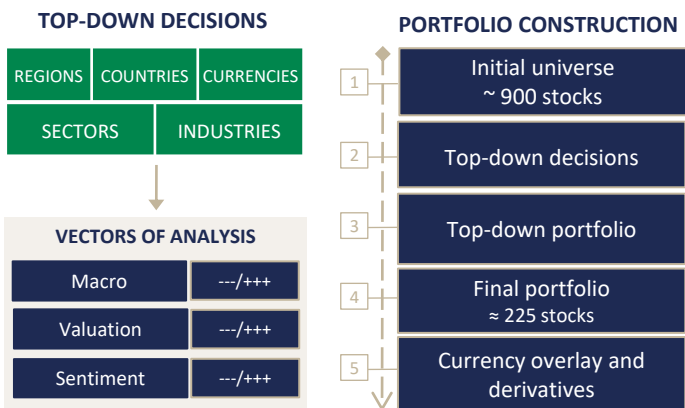 TOP-DOWN DECISIONS
REGIONS COUNTRIES CURRENCIES
SECTORS INDUSTRIES
VECTORS OF ANALYSIS
Macro ---/+++
Valuation ---/+++
Sentiment ---/+++
PORTFOLIO CONSTRUCTION
1 Initial universe
~ 900 stocks
2 Top-down decisions
3 Top-down portfolio
4 Final portfolio
≈ 225 stocks
5 Currency overlay and
derivatives